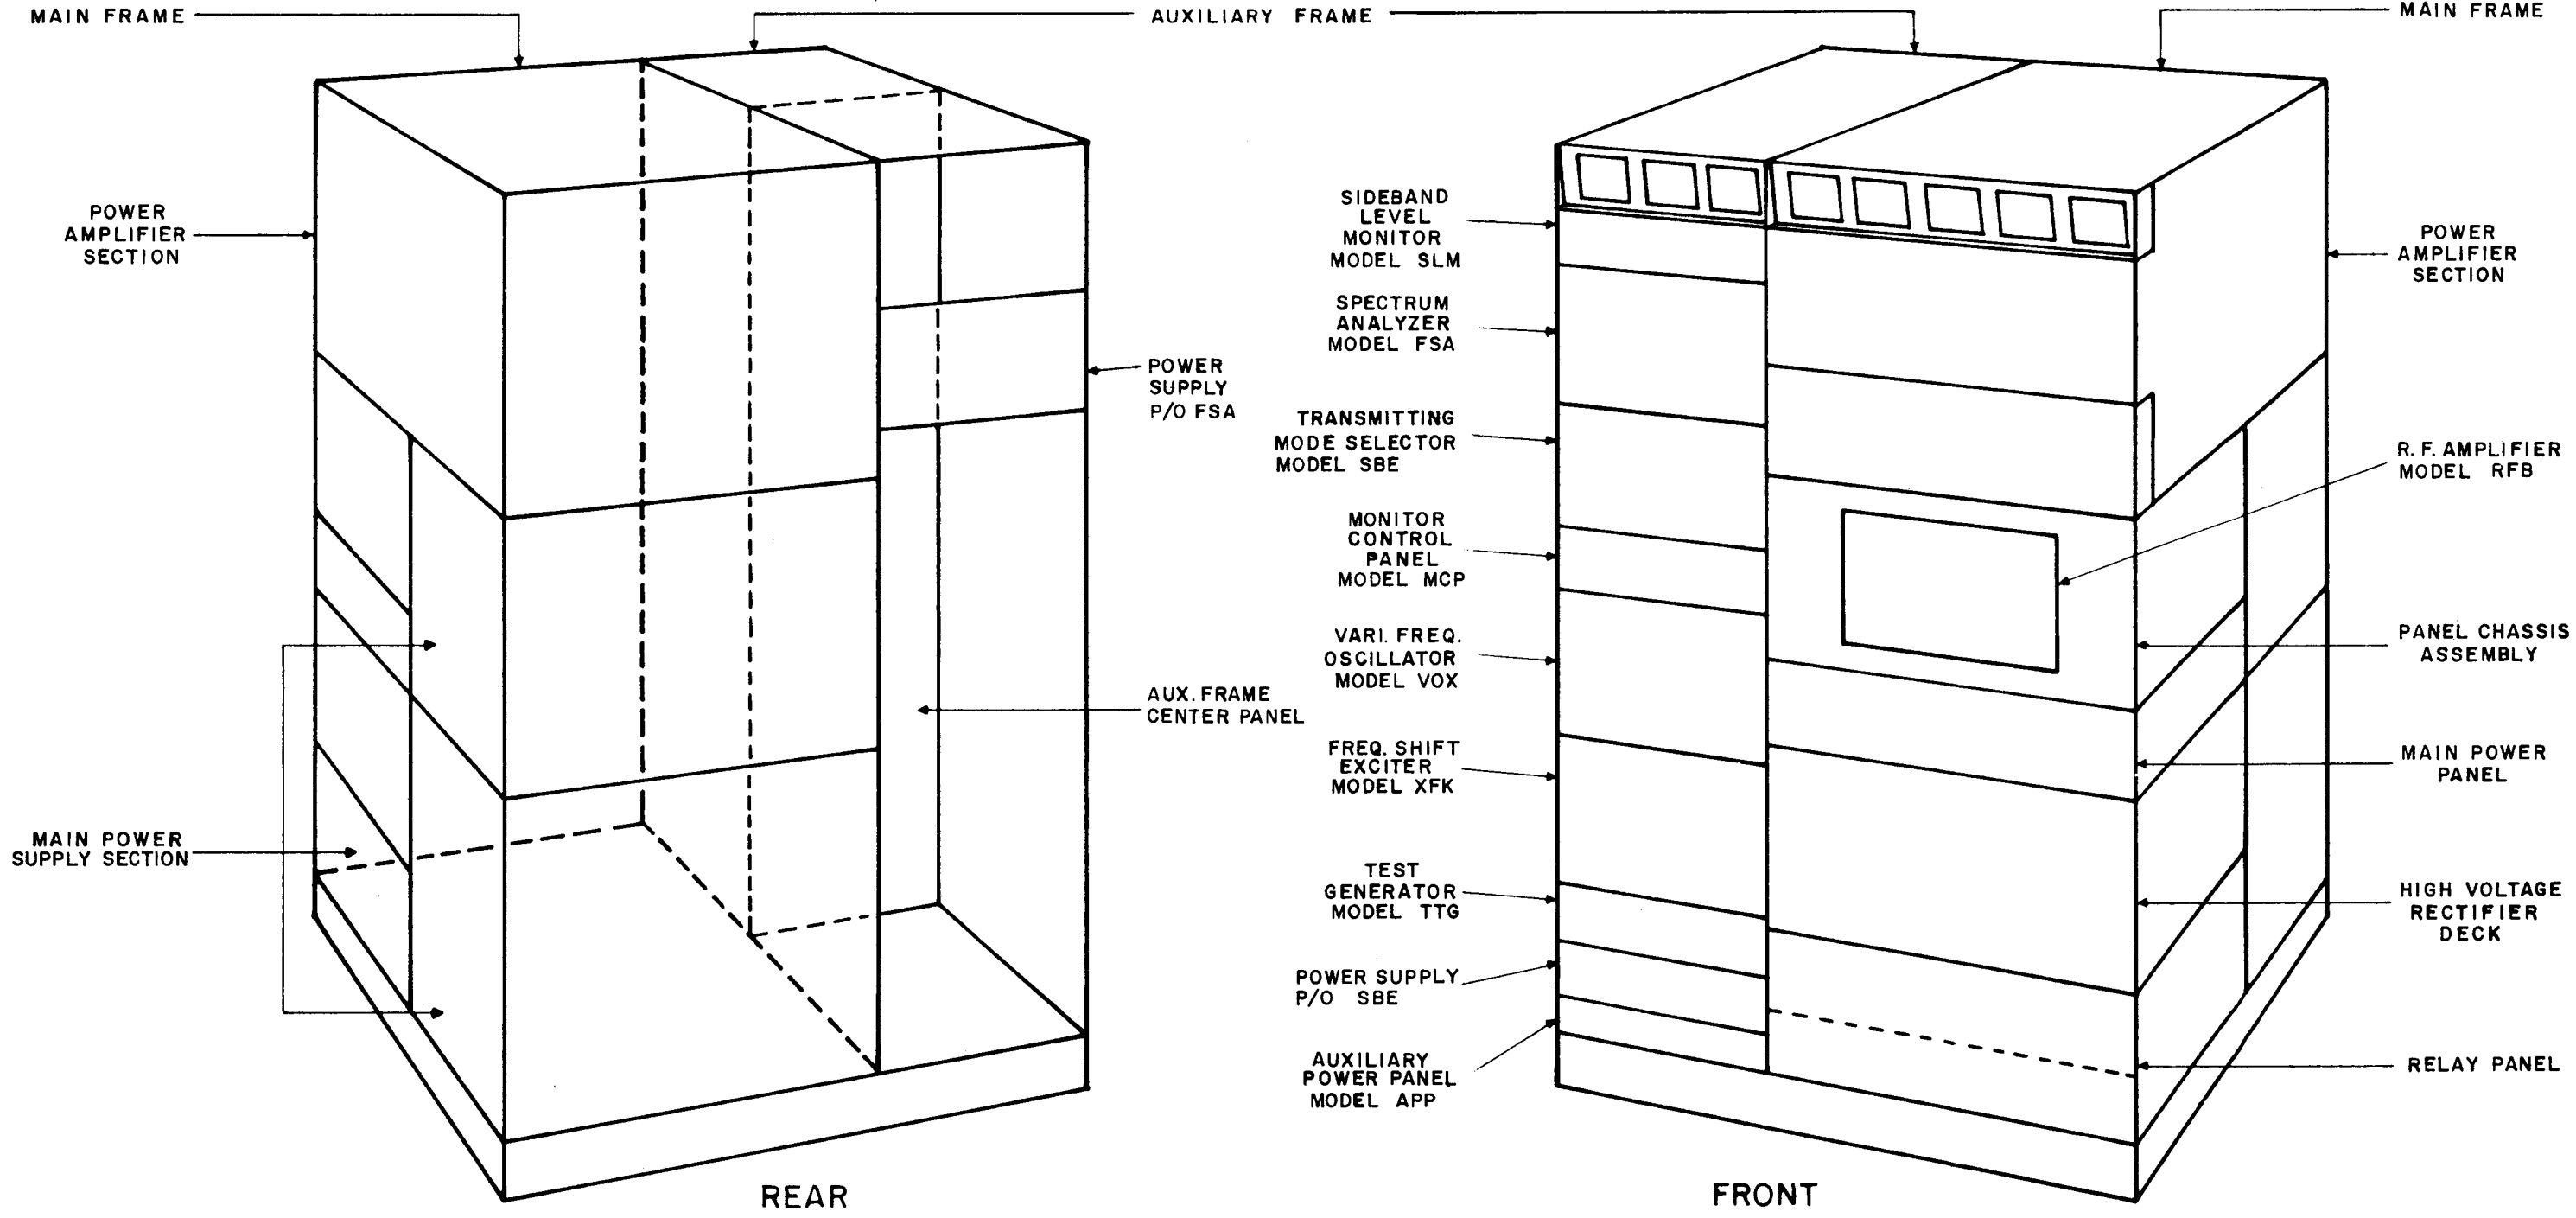 MAIN FRAME
AUXILIARY FRAME
MAIN FRAME
POWER
AMPLIFIER
SECTION
POWER
SUPPLY
P/O FSA
AUX. FRAME
CENTER PANEL
MAIN POWER
SUPPLY SECTION
REAR
SIDEBAND
LEVEL
MONITOR
MODEL SLM
SPECTRUM
ANALYZER
MODEL FSA
TRANSMITTING
MODE SELECTOR
MODEL SBE
MONITOR
CONTROL
PANEL
MODEL MCP
VARI. FREQ.
OSCILLATOR
MODEL VOX
FREQ. SHIFT
EXCITER
MODEL XFK
TEST
GENERATOR
MODEL TTG
POWER SUPPLY
P/O SBE
AUXILIARY
POWER PANEL
MODEL APP
POWER
AMPLIFIER
SECTION
R. F. AMPLIFIER
MODEL RFB
PANEL CHASSIS
ASSEMBLY
MAIN POWER
PANEL
HIGH VOLTAGE
RECTIFIER
DECK
RELAY PANEL
FRONT